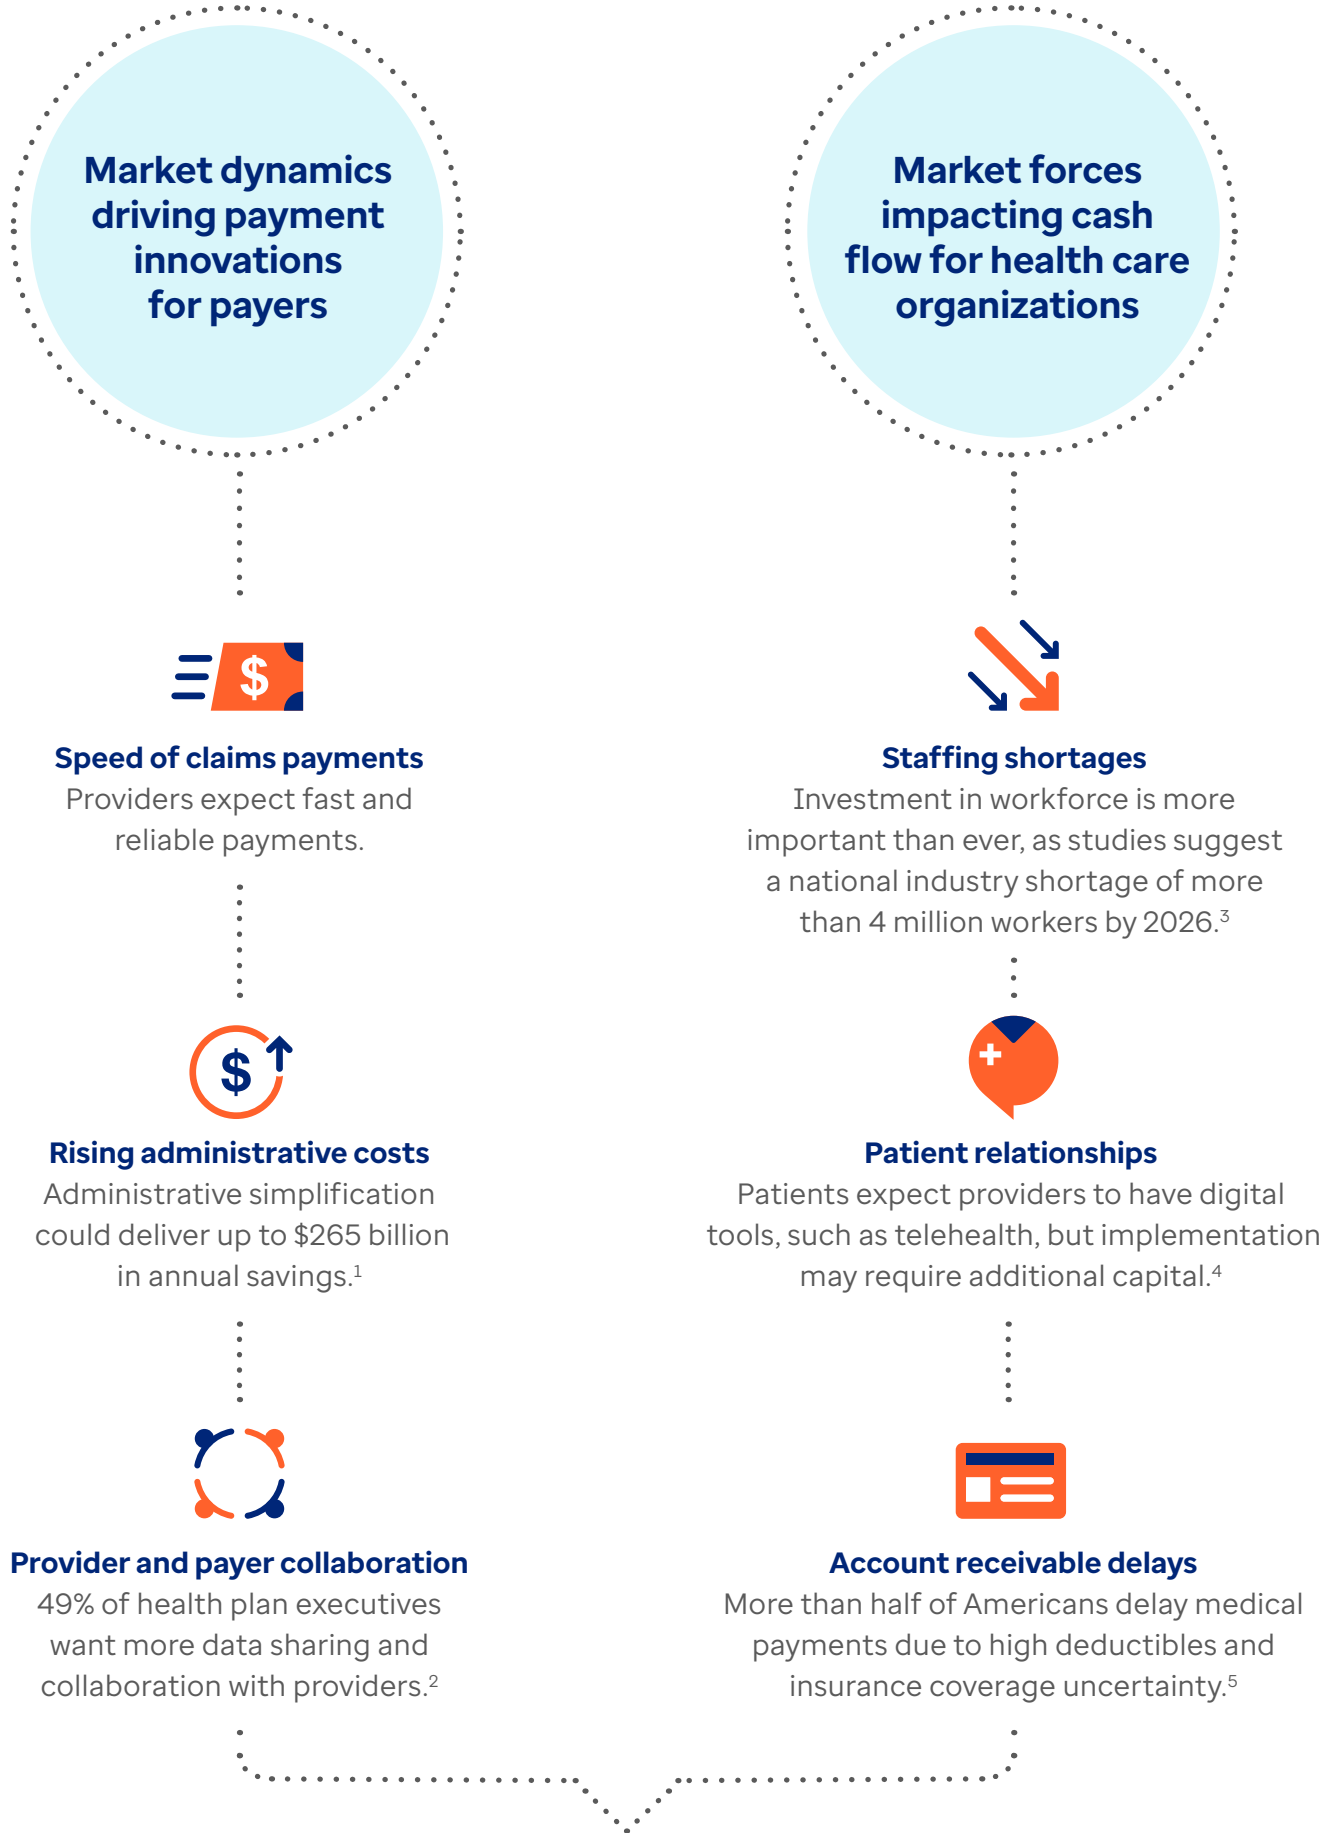 Market dynamics
driving payment
innovations
for payers
$
Speed of claims payments
Providers expect fast and
reliable payments.
$
Rising administrative costs
Administrative simplification
could deliver up to $265 billion
in annual savings.1
Provider and payer collaboration
49% of health plan executives
want more data sharing and
collaboration with providers.2
Market forces
impacting cash
flow for health care
organizations
Staffing shortages
Investment in workforce is more
important than ever, as studies suggest
a national industry shortage of more
than 4 million workers by 2026.3
Patient relationships
Patients expect providers to have digital
tools, such as telehealth, but implementation
may require additional capital.4
Account receivable delays
More than half of Americans delay medical
payments due to high deductibles and
insurance coverage uncertainty.5